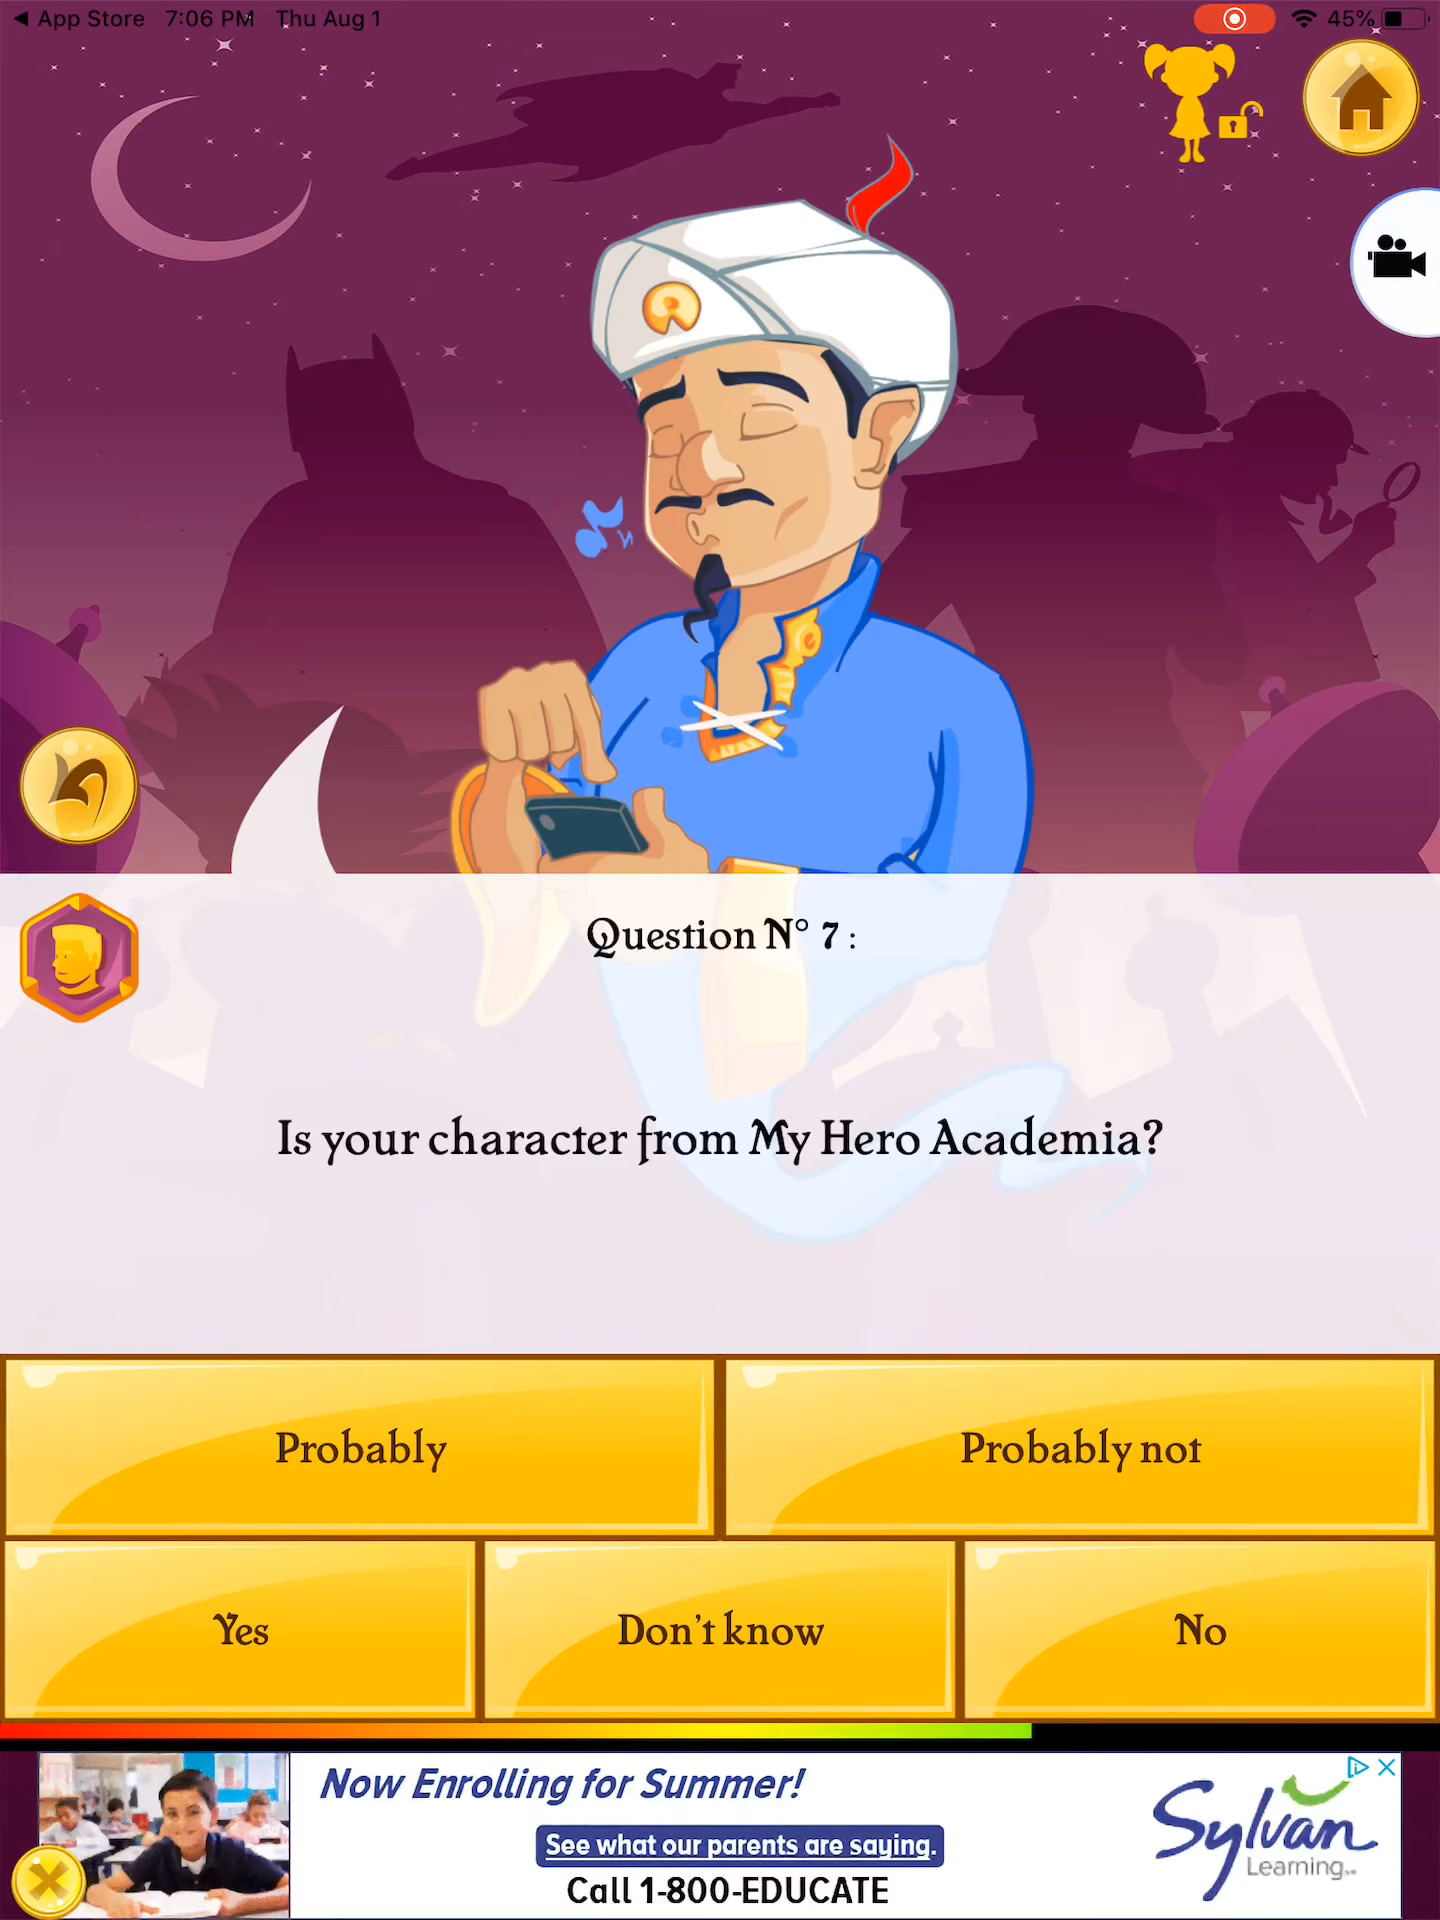 App Store 7:06 PM Thu Aug 1 45%
Question N° 7 :
Is your character from My Hero Academia?
Probably
Probably not
Yes
Don't know
No
Now Enrolling for Summer!
See what our parents are saying.
Call 1-800-EDUCATE
Sylvan
Learning